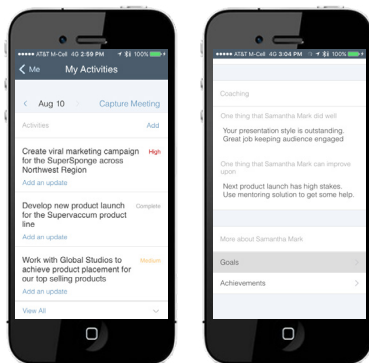 AT&T M-Cell 4G 2:59 PM 100%
Me My Activities
Aug 10 Capture Meeting
Activities Add
Create viral marketing campaign High
for the SuperSponge across
Northwest Region
Add an update
Develop new product launch Complete
for the Supervaccum product
line
Add an update
Work with Global Studios to Medium
achieve product placement for
our top selling products
Add an update
View All
AT&T M-Cell 4G 3:04 PM 100%
Coaching
One thing that Samantha Mark did well
Your presentation style is outstanding.
Great job keeping audience engaged
One thing that Samantha Mark can improve
upon
Next product launch has high stakes.
Use mentoring solution to get some help.
More about Samantha Mark
Goals
Achievements